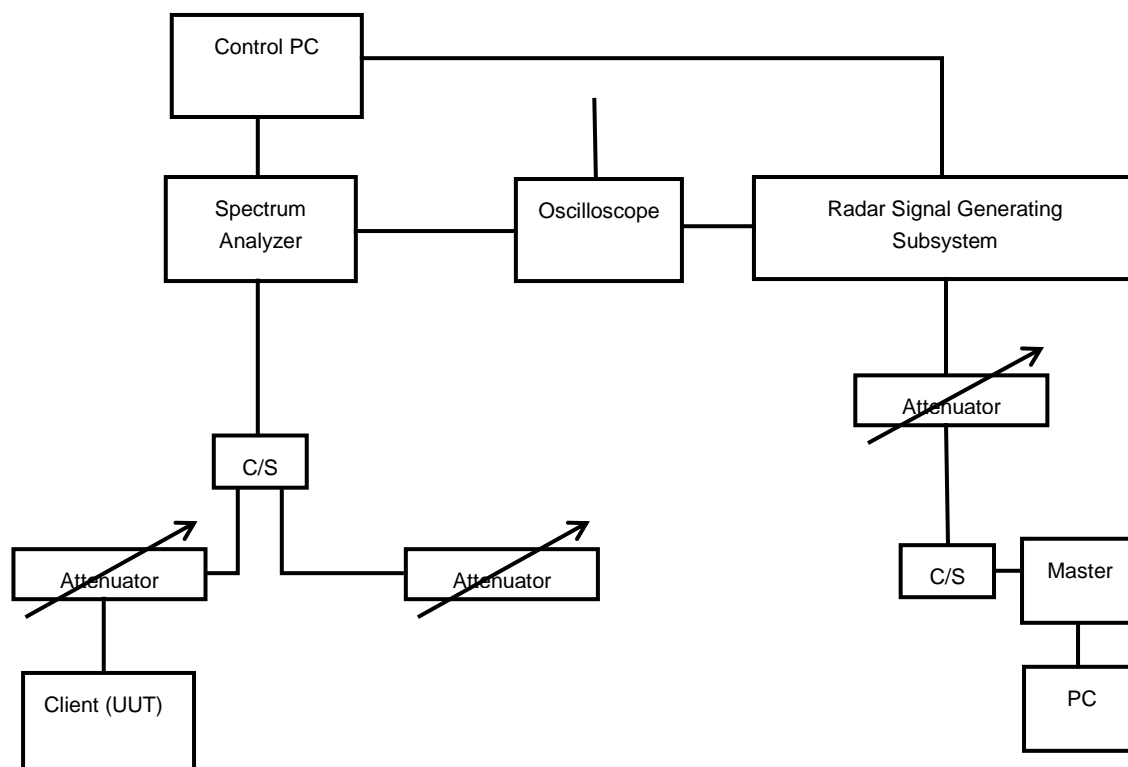 Control PC
Spectrum
Analyzer
Oscilloscope
Radar Signal Generating
Subsystem
Attenuator
C/S
Attenuator
Attenuator
C/S
Master
Client (UUT)
PC